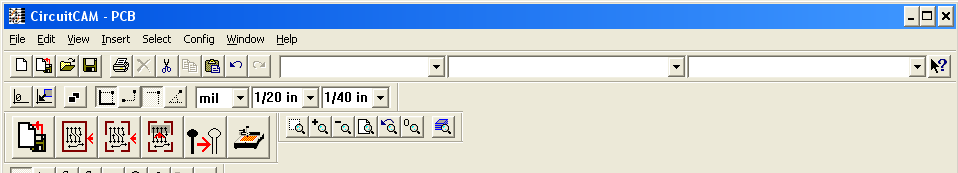 CircuitCAM - PCB
File Edit View Insert Select Config Window Help
mil 1/20 in 1/40 in